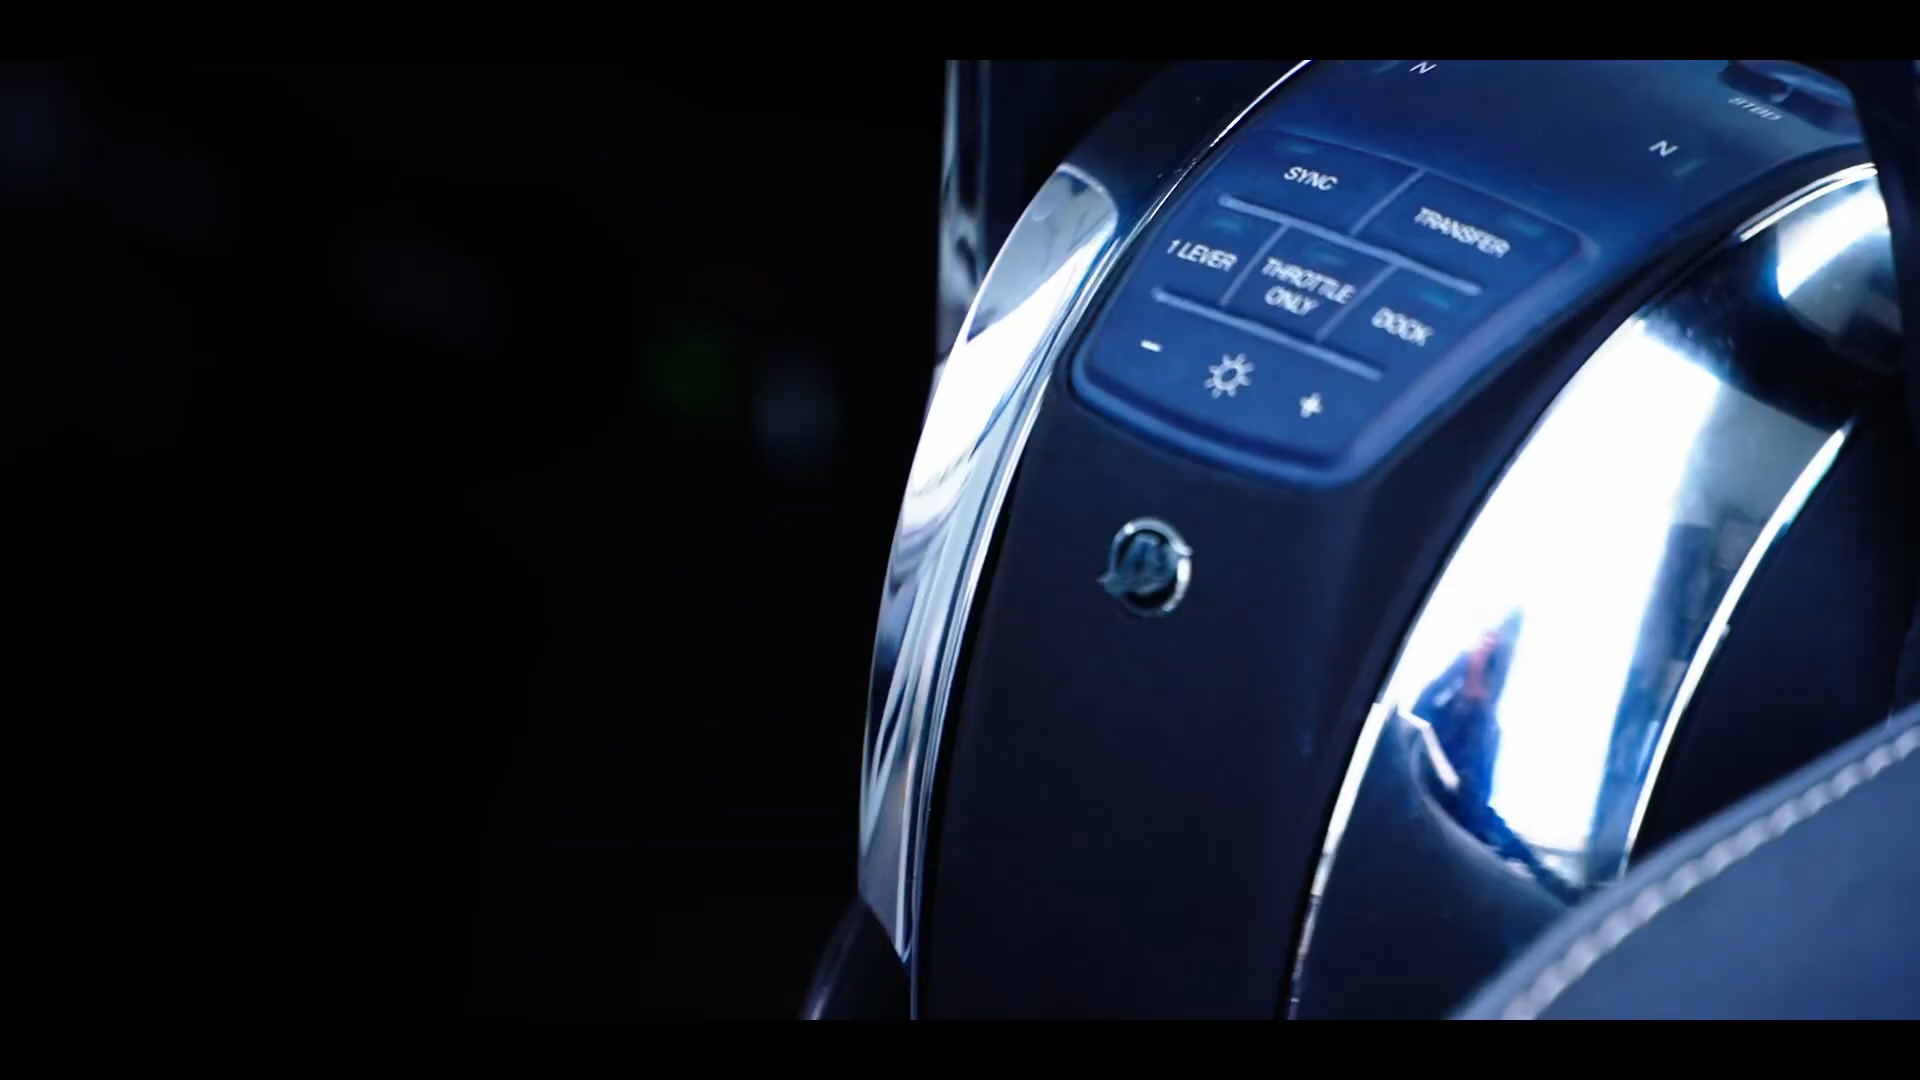 N
N
SYNC
TRANSFER
1 LEVER
THROTTLE
ONLY
DOCK
-
+